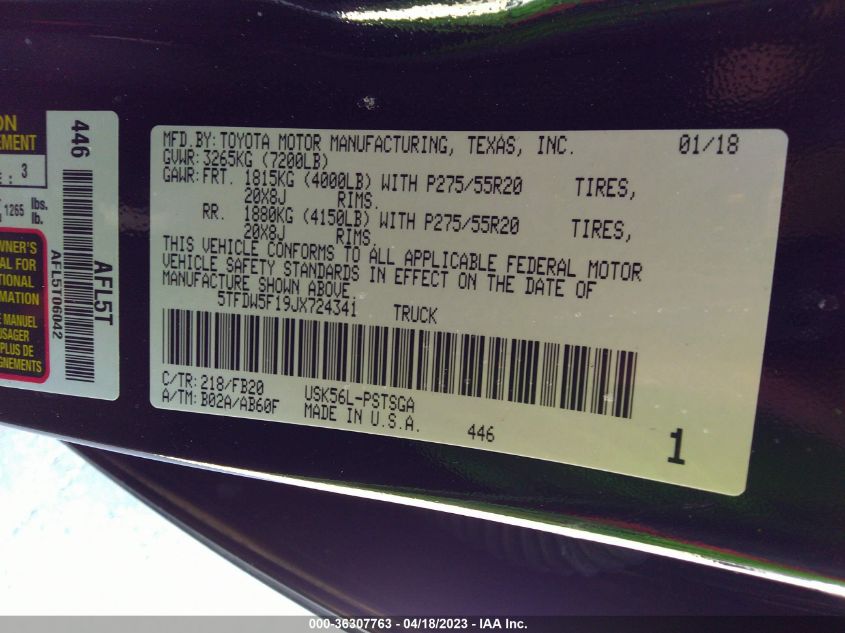 ON
EMENT
E : 3
1265 lbs.
lb.
OWNER'S
AL FOR
TIONAL
MATION
E MANUEL
USAGER
PLUS DE
GNEMENTS
446
AFL5T
AFL5T06042
MFD.BY:TOYOTA MOTOR MANUFACTURING, TEXAS, INC. 01/18
GVWR:3265KG (7200LB)
GAWR:FRT. 1815KG (4000LB) WITH P275/55R20 TIRES,
20X8J RIMS.
RR. 1880KG (4150LB) WITH P275/55R20 TIRES,
20X8J RIMS.
THIS VEHICLE CONFORMS TO ALL APPLICABLE FEDERAL MOTOR
VEHICLE SAFETY STANDARDS IN EFFECT ON THE DATE OF
MANUFACTURE SHOWN ABOVE.
5TFDW5F19JX724341 TRUCK
C/TR:218/FB20 USK56L-PSTSGA
A/TM:B02A/AB60F MADE IN U.S.A. 446 1
000-36307763 - 04/18/2023 - IAA Inc.